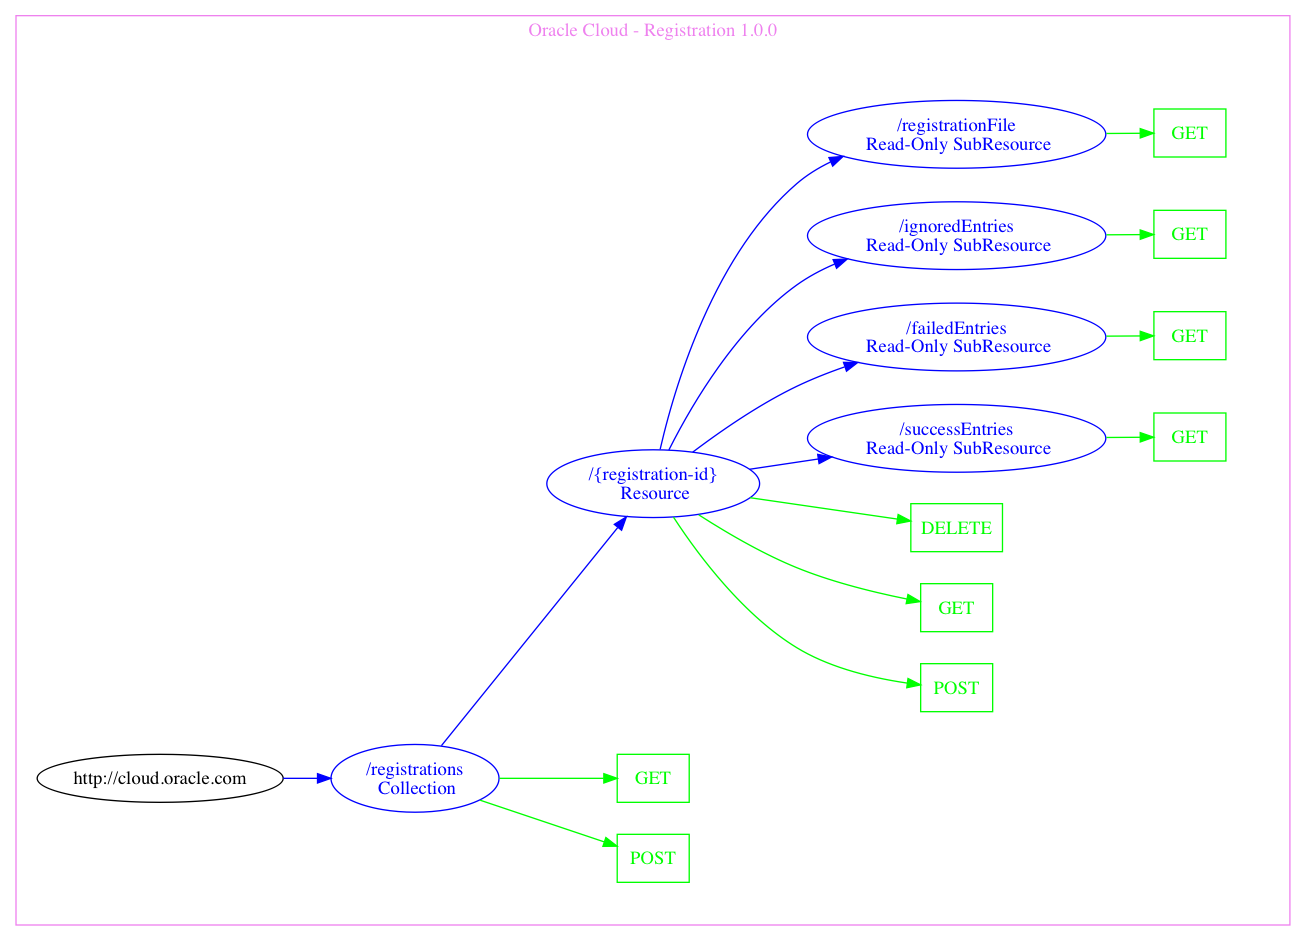 Oracle Cloud - Registration 1.0.0
/registrationFile
Read-Only SubResource
GET
/ignoredEntries
Read-Only SubResource
GET
/failedEntries
Read-Only SubResource
GET
/successEntries
Read-Only SubResource
GET
/{registration-id}
Resource
DELETE
GET
POST
http://cloud.oracle.com
/registrations
Collection
GET
POST